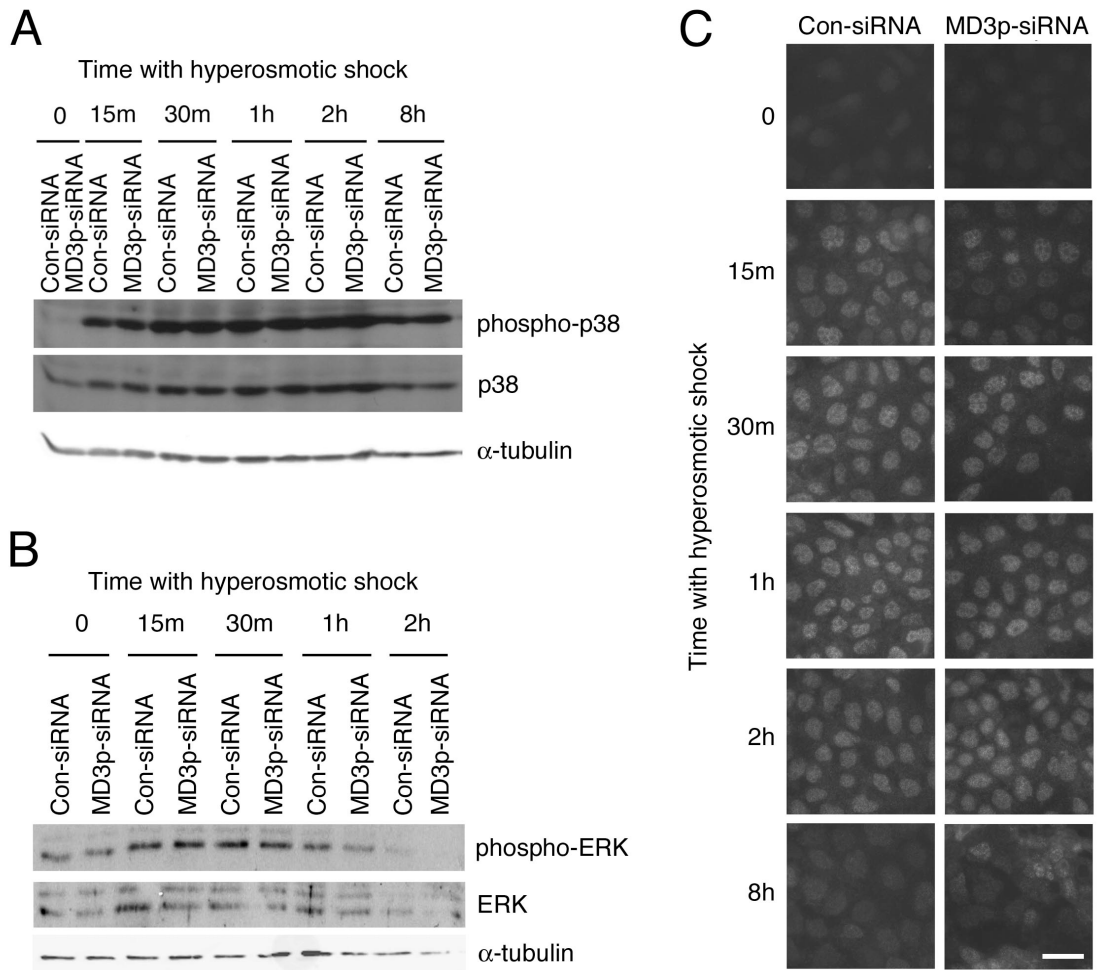 A
Time with hyperosmotic shock
0 15m 30m 1h 2h 8h
Con-siRNA MD3p-siRNA Con-siRNA MD3p-siRNA Con-siRNA MD3p-siRNA Con-siRNA MD3p-siRNA Con-siRNA MD3p-siRNA Con-siRNA MD3p-siRNA
phospho-p38
p38
α-tubulin
B
Time with hyperosmotic shock
0 15m 30m 1h 2h
Con-siRNA MD3p-siRNA Con-siRNA MD3p-siRNA Con-siRNA MD3p-siRNA Con-siRNA MD3p-siRNA Con-siRNA MD3p-siRNA
phospho-ERK
ERK
α-tubulin
C
Con-siRNA MD3p-siRNA
Time with hyperosmotic shock
0
15m
30m
1h
2h
8h